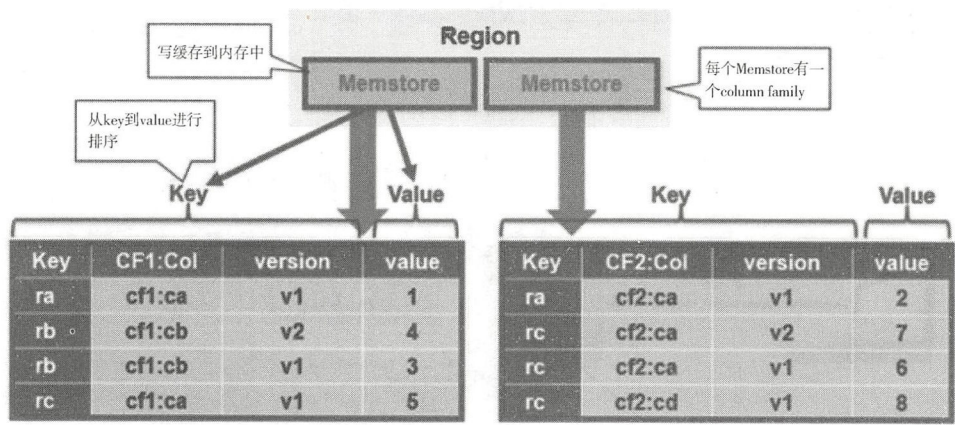 Region
写缓存到内存中
Memstore
Memstore
每个Memstore有一
个column family
从key到value进行
排序
Key
Value
Key
Value
Key CF1:Col version value
ra cf1:ca v1 1
rb cf1:cb v2 4
rb cf1:cb v1 3
rc cf1:ca v1 5
Key CF2:Col version value
ra cf2:ca v1 2
rc cf2:ca v2 7
rc cf2:ca v1 6
rc cf2:cd v1 8